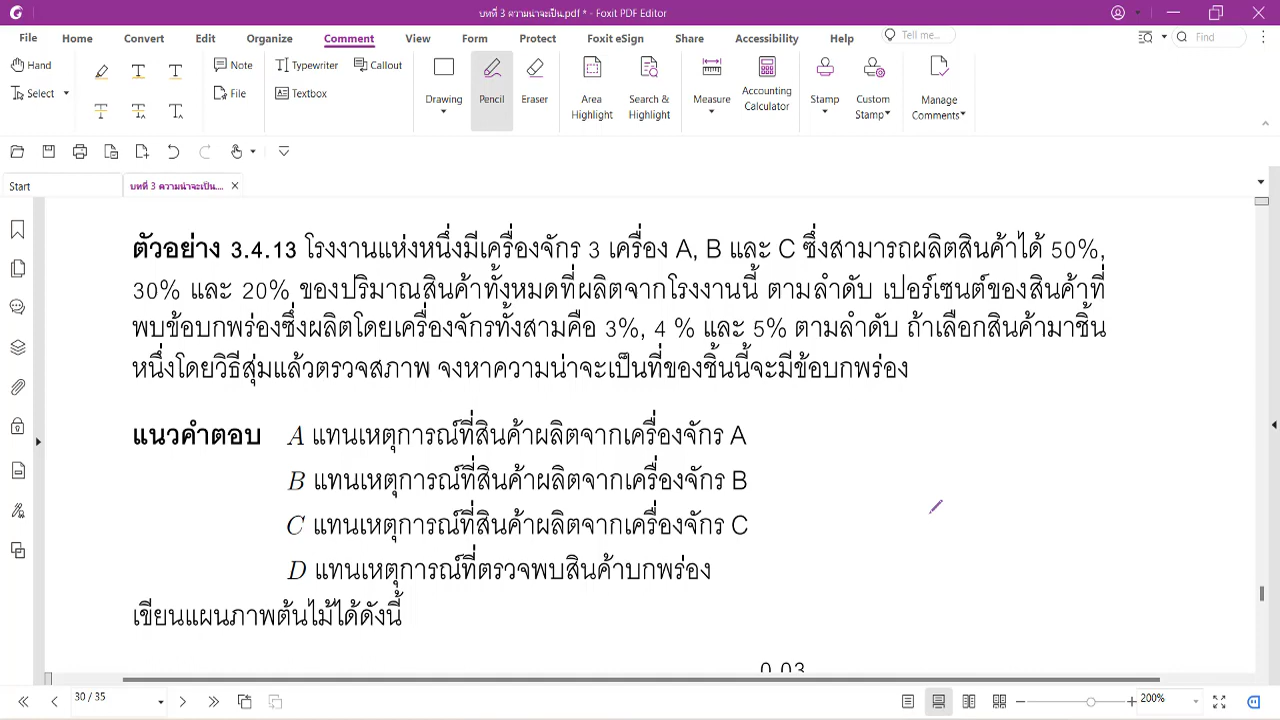 บทที่ 3 ความน่าจะเป็น.pdf * - Foxit PDF Editor
File Home Convert Edit Organize Comment View Form Protect Foxit eSign Share Accessibility Help Tell me... Find
Hand Note Typewriter Callout
Select File Textbox
Drawing Pencil Eraser Area Highlight Search & Highlight Measure Accounting Calculator Stamp Custom Stamp Manage Comments
Start บทที่ 3 ความน่าจะเป็น....
ตัวอย่าง 3.4.13 โรงงานแห่งหนึ่งมีเครื่องจักร 3 เครื่อง A, B และ C ซึ่งสามารถผลิตสินค้าได้ 50%,
30% และ 20% ของปริมาณสินค้าทั้งหมดที่ผลิตจากโรงงานนี้ ตามลำดับ เปอร์เซนต์ของสินค้าที่
พบข้อบกพร่องซึ่งผลิตโดยเครื่องจักรทั้งสามคือ 3%, 4 % และ 5% ตามลำดับ ถ้าเลือกสินค้ามาชิ้น
หนึ่งโดยวิธีสุ่มแล้วตรวจสภาพ จงหาความน่าจะเป็นที่ของชิ้นนี้จะมีข้อบกพร่อง
แนวคำตอบ A แทนเหตุการณ์ที่สินค้าผลิตจากเครื่องจักร A
B แทนเหตุการณ์ที่สินค้าผลิตจากเครื่องจักร B
C แทนเหตุการณ์ที่สินค้าผลิตจากเครื่องจักร C
D แทนเหตุการณ์ที่ตรวจพบสินค้าบกพร่อง
เขียนแผนภาพต้นไม้ได้ดังนี้
0.03
30 / 35 200%